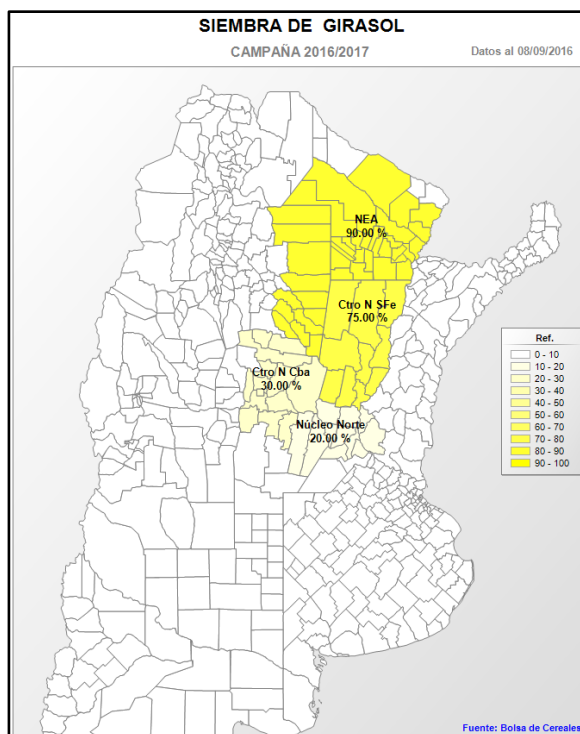 SIEMBRA DE GIRASOL
CAMPAÑA 2016/2017
Datos al 08/09/2016
NEA
90.00 %
Ctro N SFe
75.00 %
Ctro N Cba
30.00 %
Núcleo Norte
20.00 %
Ref.
0 - 10
10 - 20
20 - 30
30 - 40
40 - 50
50 - 60
60 - 70
70 - 80
80 - 90
90 - 100
Fuente: Bolsa de Cereales